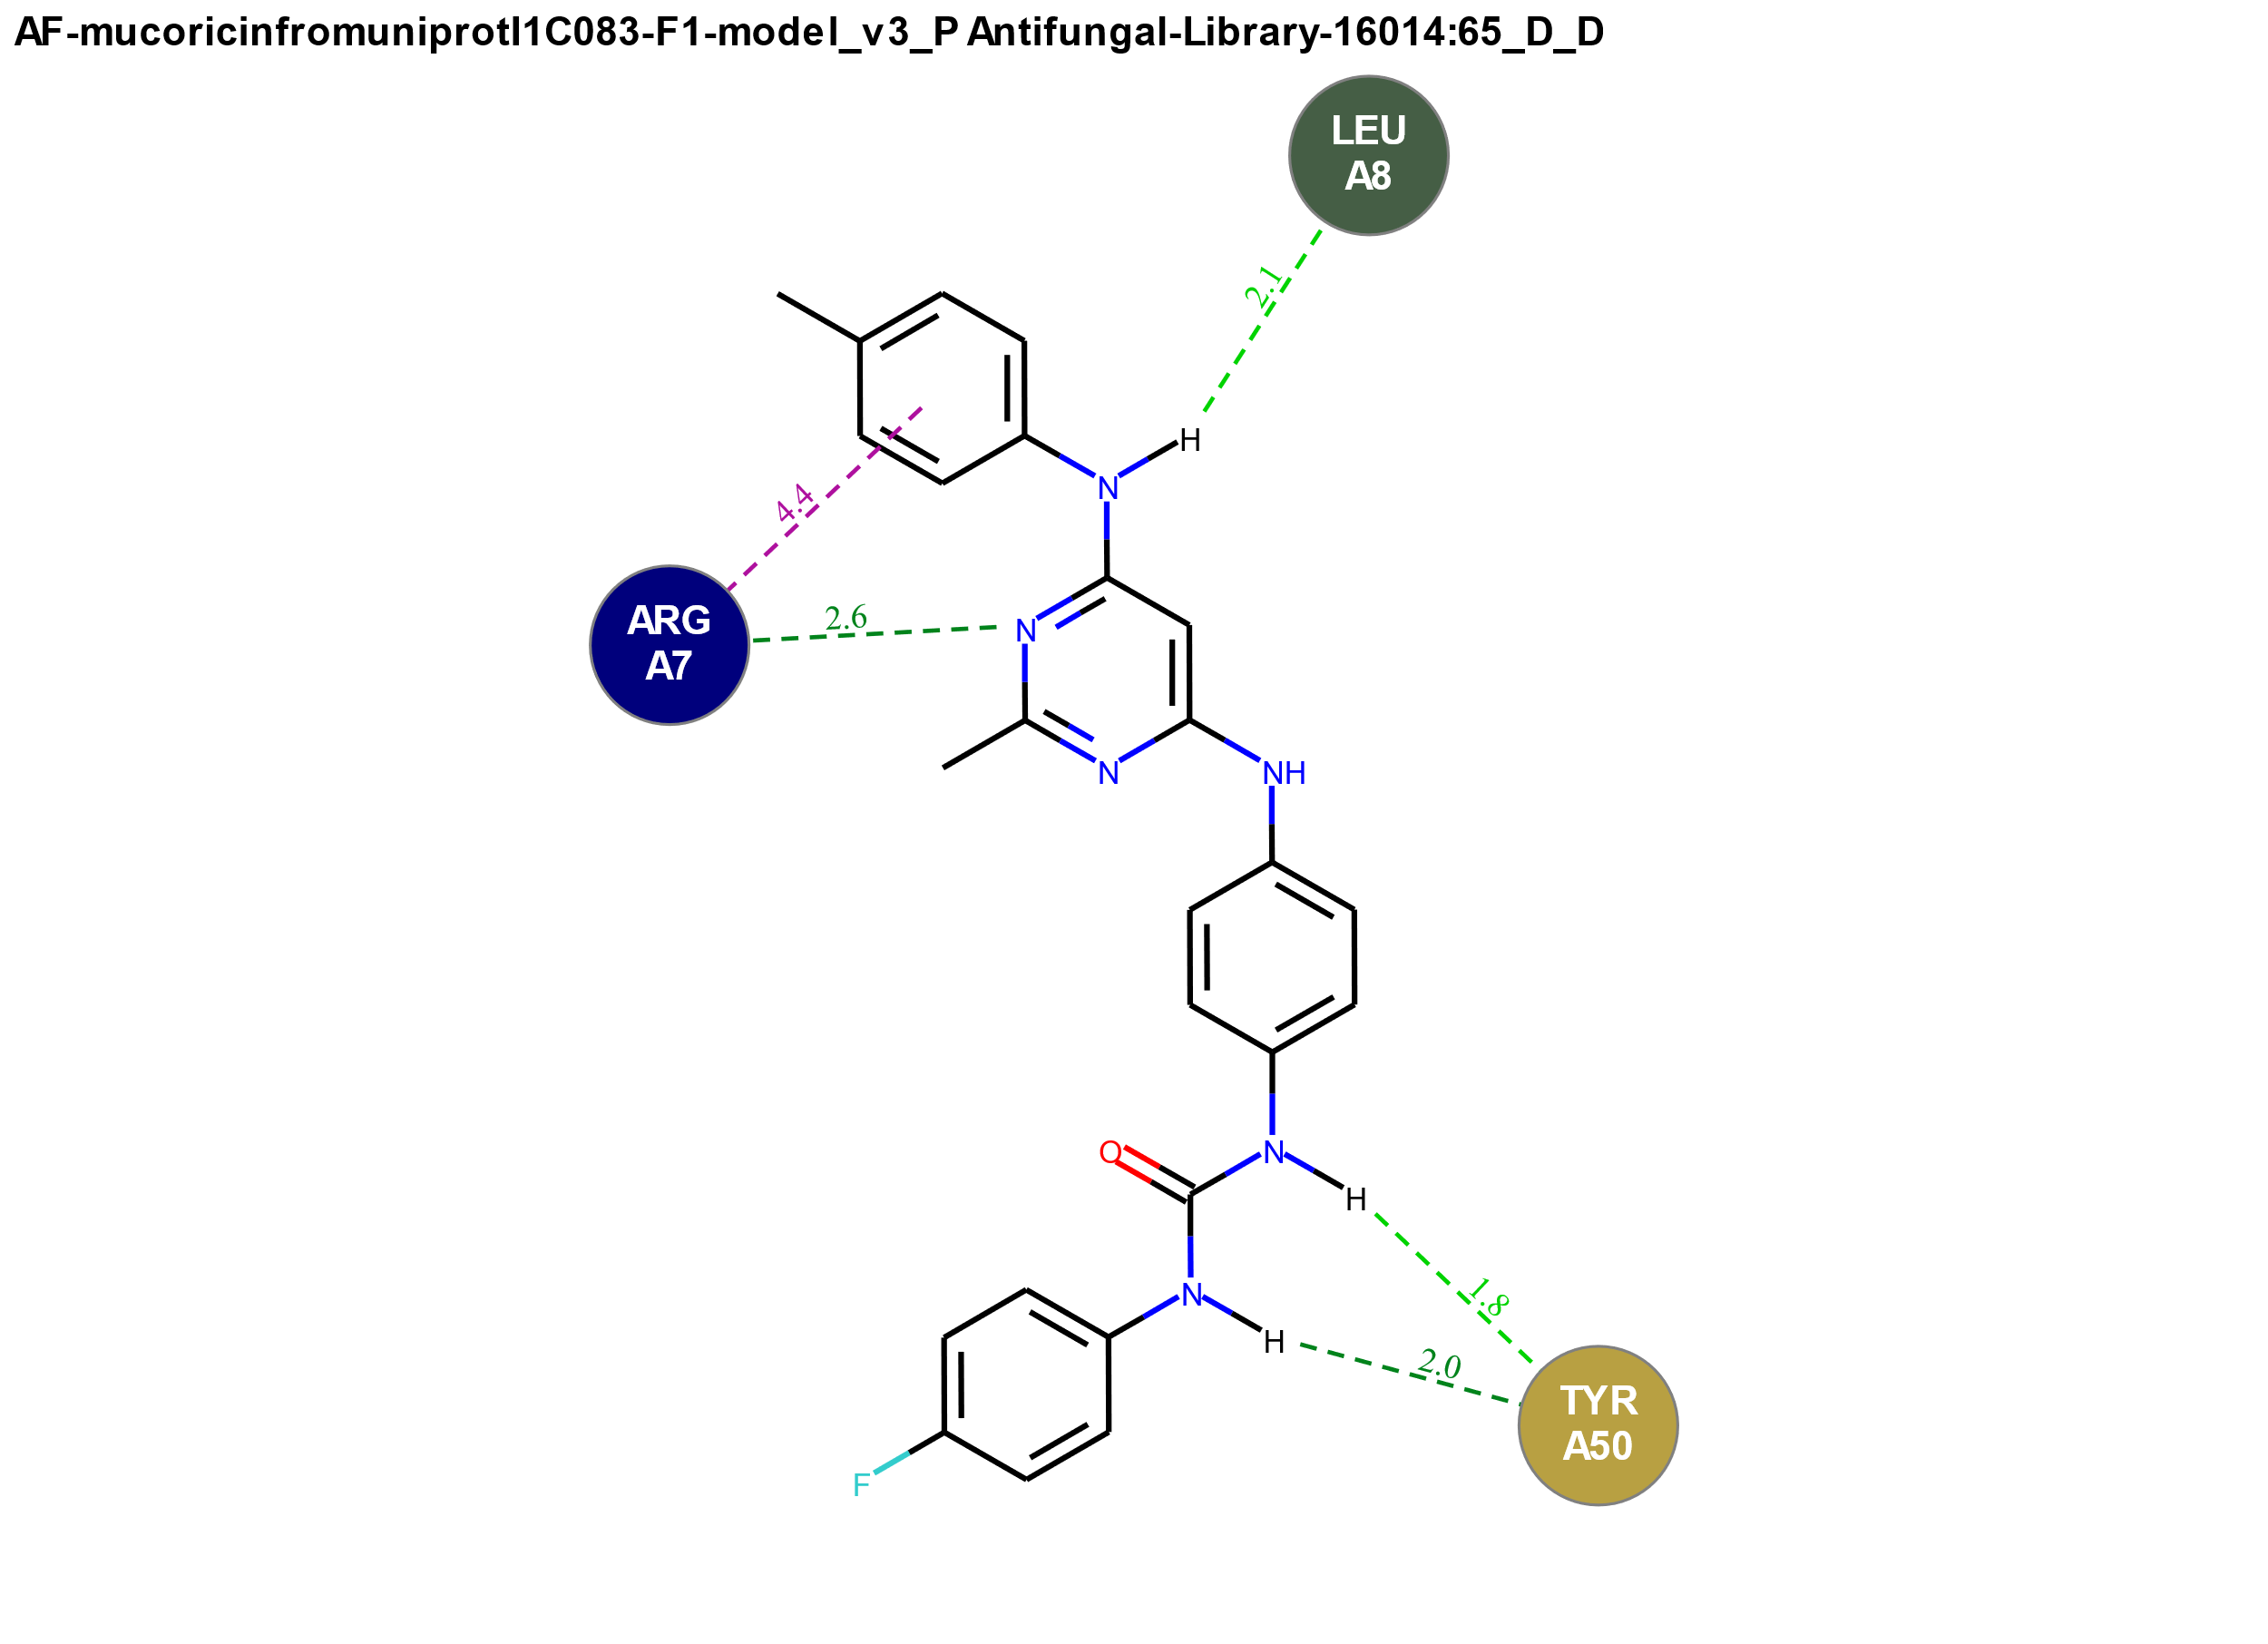 AF-mucoricinfromuniprotI1C083-F1-model_v3_P Antifungal-Library-16014:65_D_D
LEU
A8
2.1
H
N
4.4
ARG
A7
2.6
N
N
NH
O
N
H
N
H
1.8
2.0
TYR
A50
F